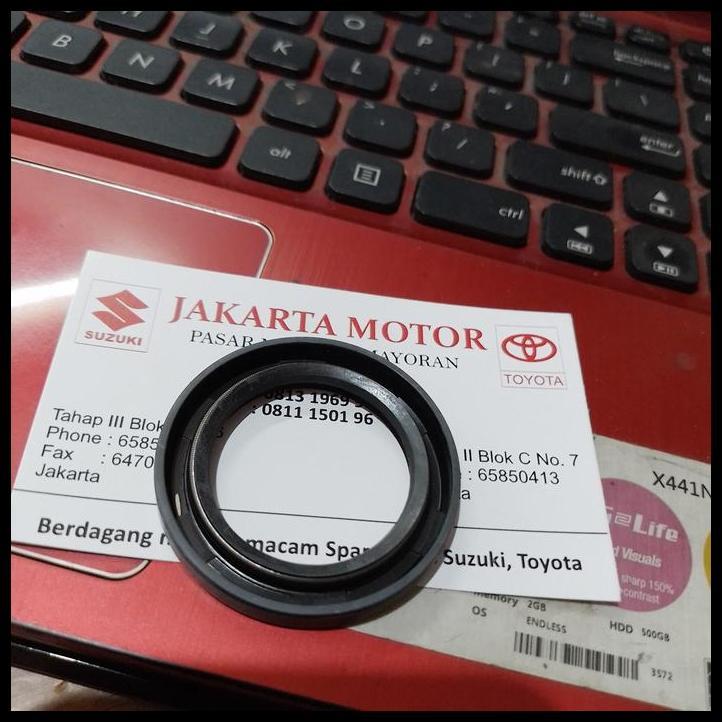 O P
B N M J K L
backspace
enter
alt
shift
ctrl
JAKARTA MOTOR
SUZUKI
PASAR MAYORAN
TOYOTA
0813 1969
: 0811 1501 96
Tahap III Blok
II Blok C No. 7
Phone : 6585
: 65850413
Fax : 6470
Jakarta
Berdagang macam Spar Suzuki, Toyota
X441N
Life
Visuals
sharp 150%
contrast
memory 2GB
OS ENDLESS HDD 500GB
3572